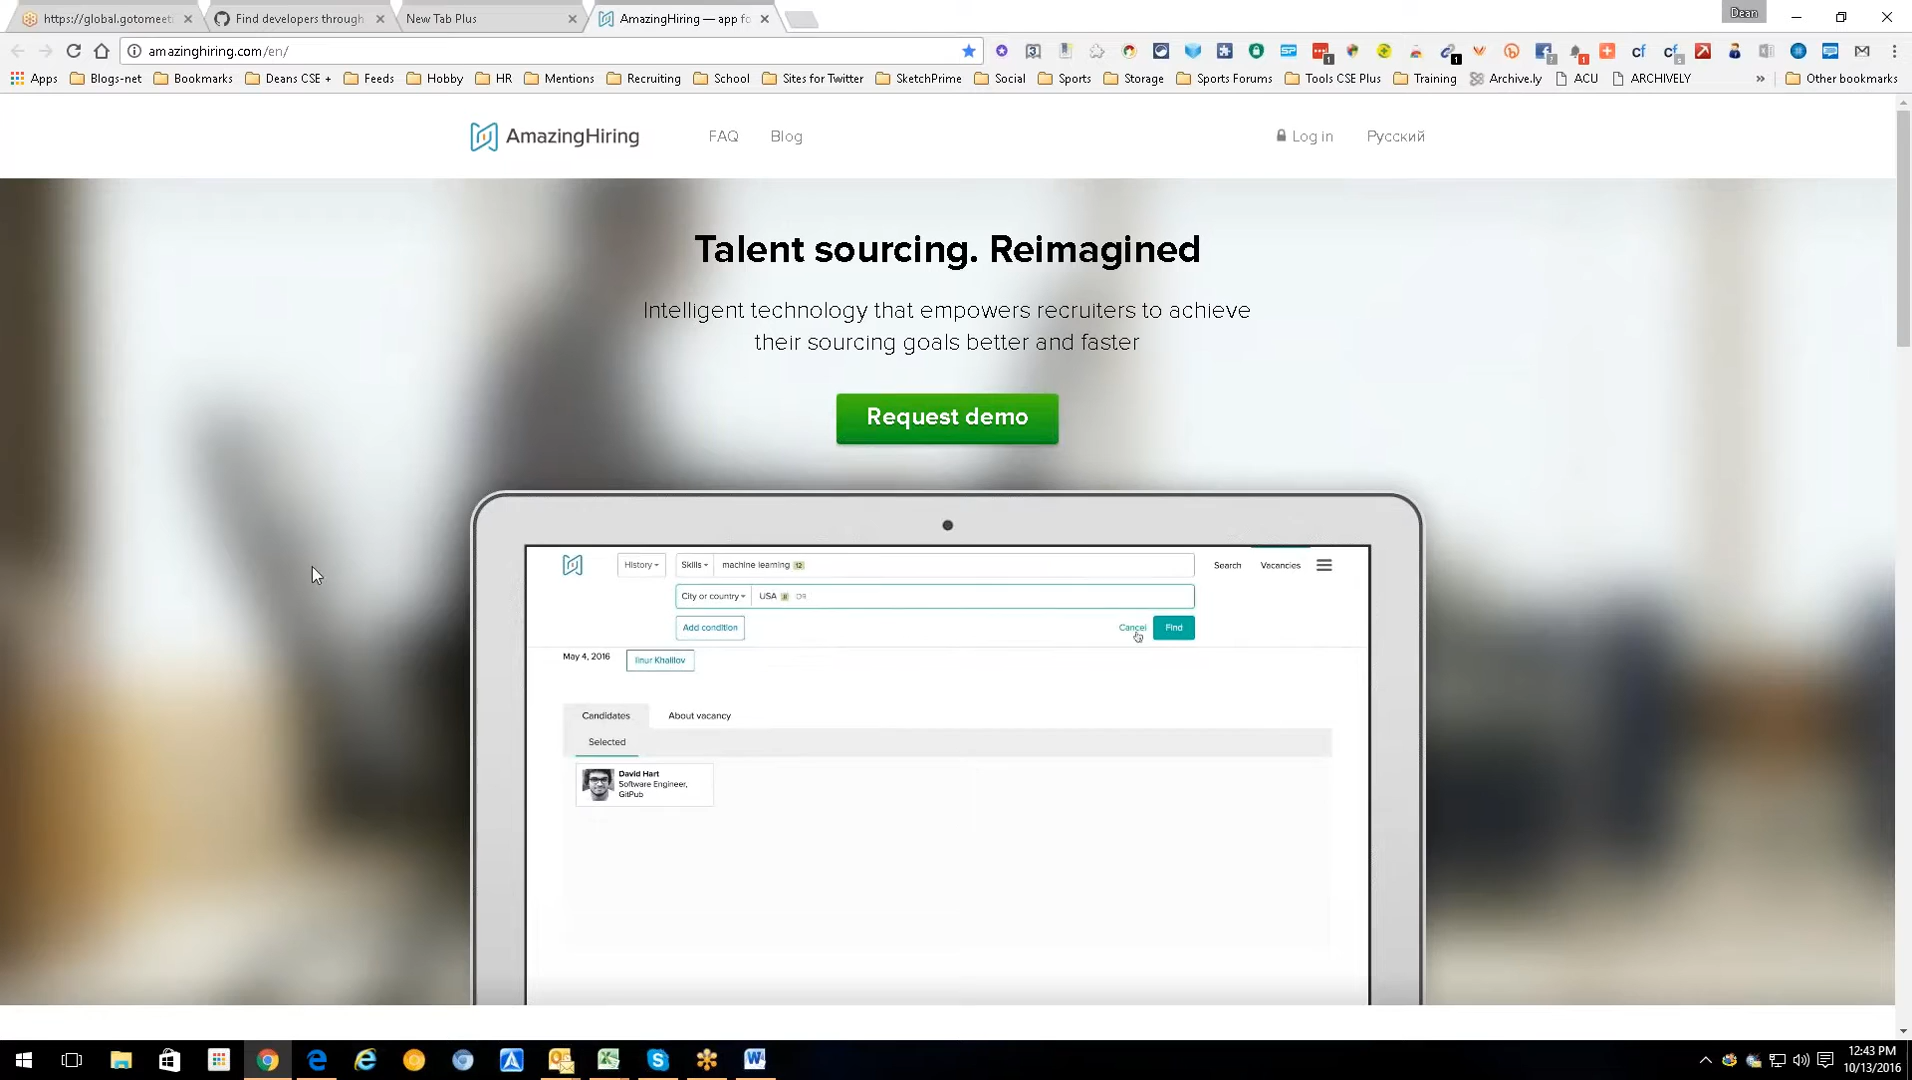 https://global.gotomeeti
Find developers through
New Tab Plus
AmazingHiring — app fo
Dean
amazinghiring.com/en/
Apps
Blogs-net
Bookmarks
Deans CSE +
Feeds
Hobby
HR
Mentions
Recruiting
School
Sites for Twitter
SketchPrime
Social
Sports
Storage
Sports Forums
Tools CSE Plus
Training
Archive.ly
ACU
ARCHIVELY
»
Other bookmarks
AmazingHiring
FAQ
Blog
Log in
Русский
Talent sourcing. Reimagined
Intelligent technology that empowers recruiters to achieve
their sourcing goals better and faster
Request demo
History
Skills
machine learning 12
Search
Vacancies
City or country
USA
OR
Add condition
Cancel
Find
May 4, 2016
Ilnur Khalilov
Candidates
About vacancy
Selected
David Hart
Software Engineer,
GitPub
12:43 PM
10/13/2016